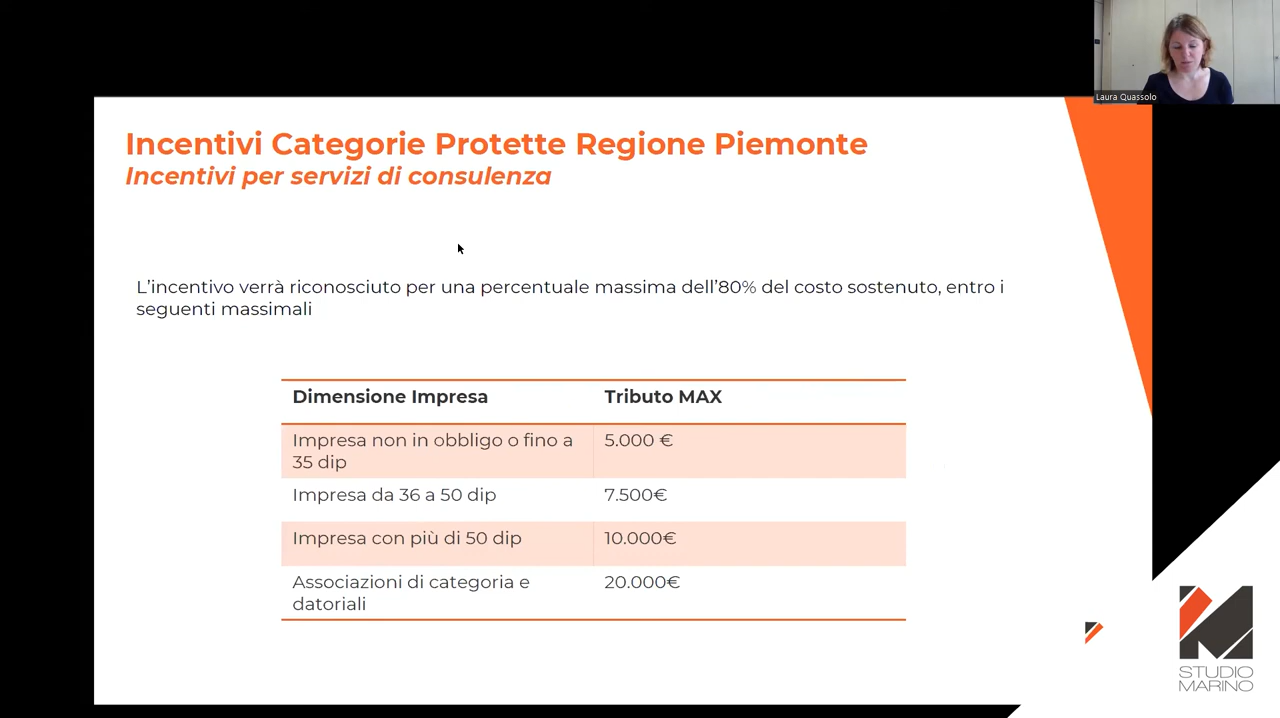 Laura Quassolo
Incentivi Categorie Protette Regione Piemonte
Incentivi per servizi di consulenza
L’incentivo verrà riconosciuto per una percentuale massima dell’80% del costo sostenuto, entro i
seguenti massimali
Dimensione Impresa Tributo MAX
Impresa non in obbligo o fino a 5.000 €
35 dip
Impresa da 36 a 50 dip 7.500€
Impresa con più di 50 dip 10.000€
Associazioni di categoria e 20.000€
datoriali
STUDIO
MARINO